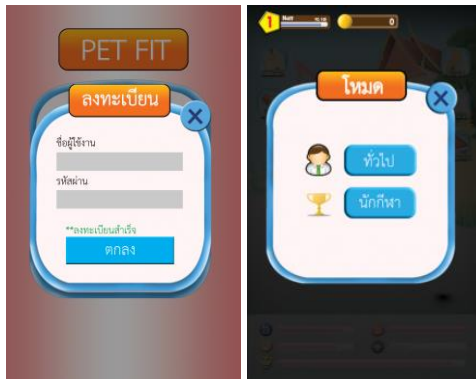 PET FIT
ลงทะเบียน
ชื่อผู้ใช้งาน
รหัสผ่าน
**ลงทะเบียนสำเร็จ
ตกลง
1
0
โหมด
ทั่วไป
นักกีฬา